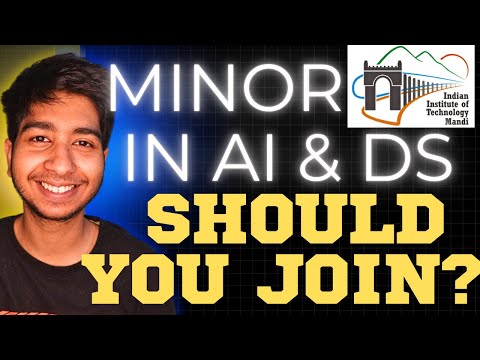 MINOR
IN AI & DS
SHOULD
YOU JOIN?
Indian
Institute of
Technology
Mandi